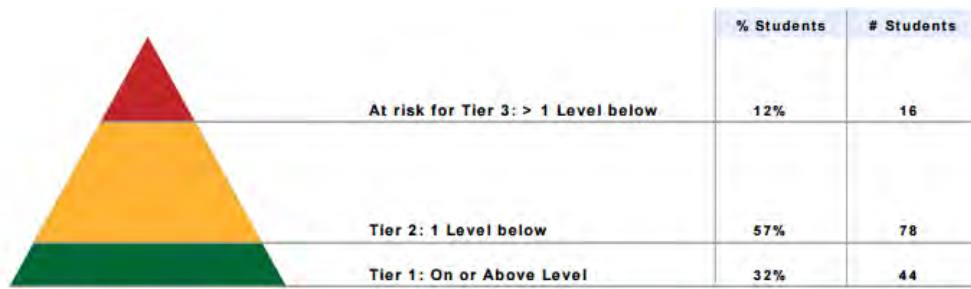 % Students # Students
At risk for Tier 3: > 1 Level below 12% 16
Tier 2: 1 Level below 57% 78
Tier 1: On or Above Level 32% 44